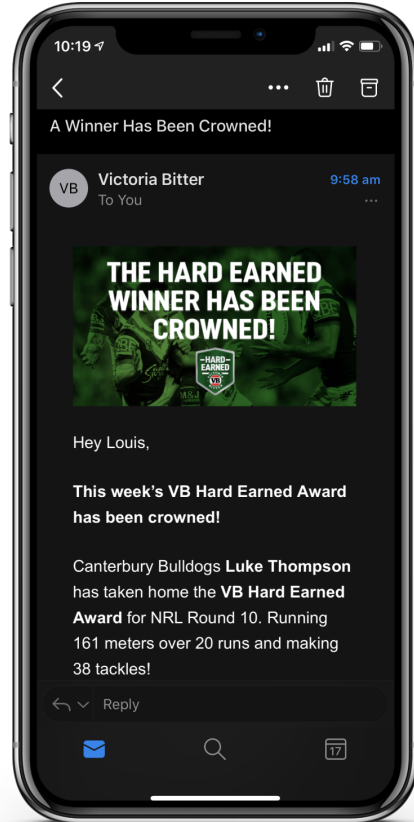 10:19
A Winner Has Been Crowned!
VB
Victoria Bitter
9:58 am
To You
THE HARD EARNED
WINNER HAS BEEN
CROWNED!
-HARD-
EARNED
VB
M&J
Hey Louis,
This week's VB Hard Earned Award
has been crowned!
Canterbury Bulldogs Luke Thompson
has taken home the VB Hard Earned
Award for NRL Round 10. Running
161 meters over 20 runs and making
38 tackles!
Reply
17